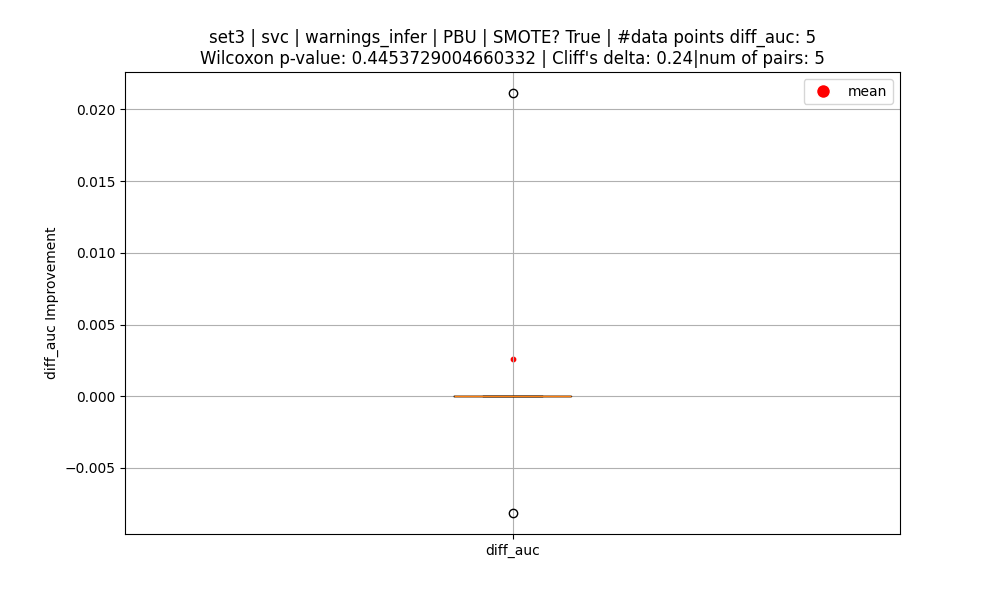 set3 | svc | warnings_infer | PBU | SMOTE? True | #data points diff_auc: 5
Wilcoxon p-value: 0.4453729004660332 | Cliff's delta: 0.24|num of pairs: 5
mean
0.020
0.015
0.010
0.005
0.000
−0.005
diff_auc Improvement
diff_auc